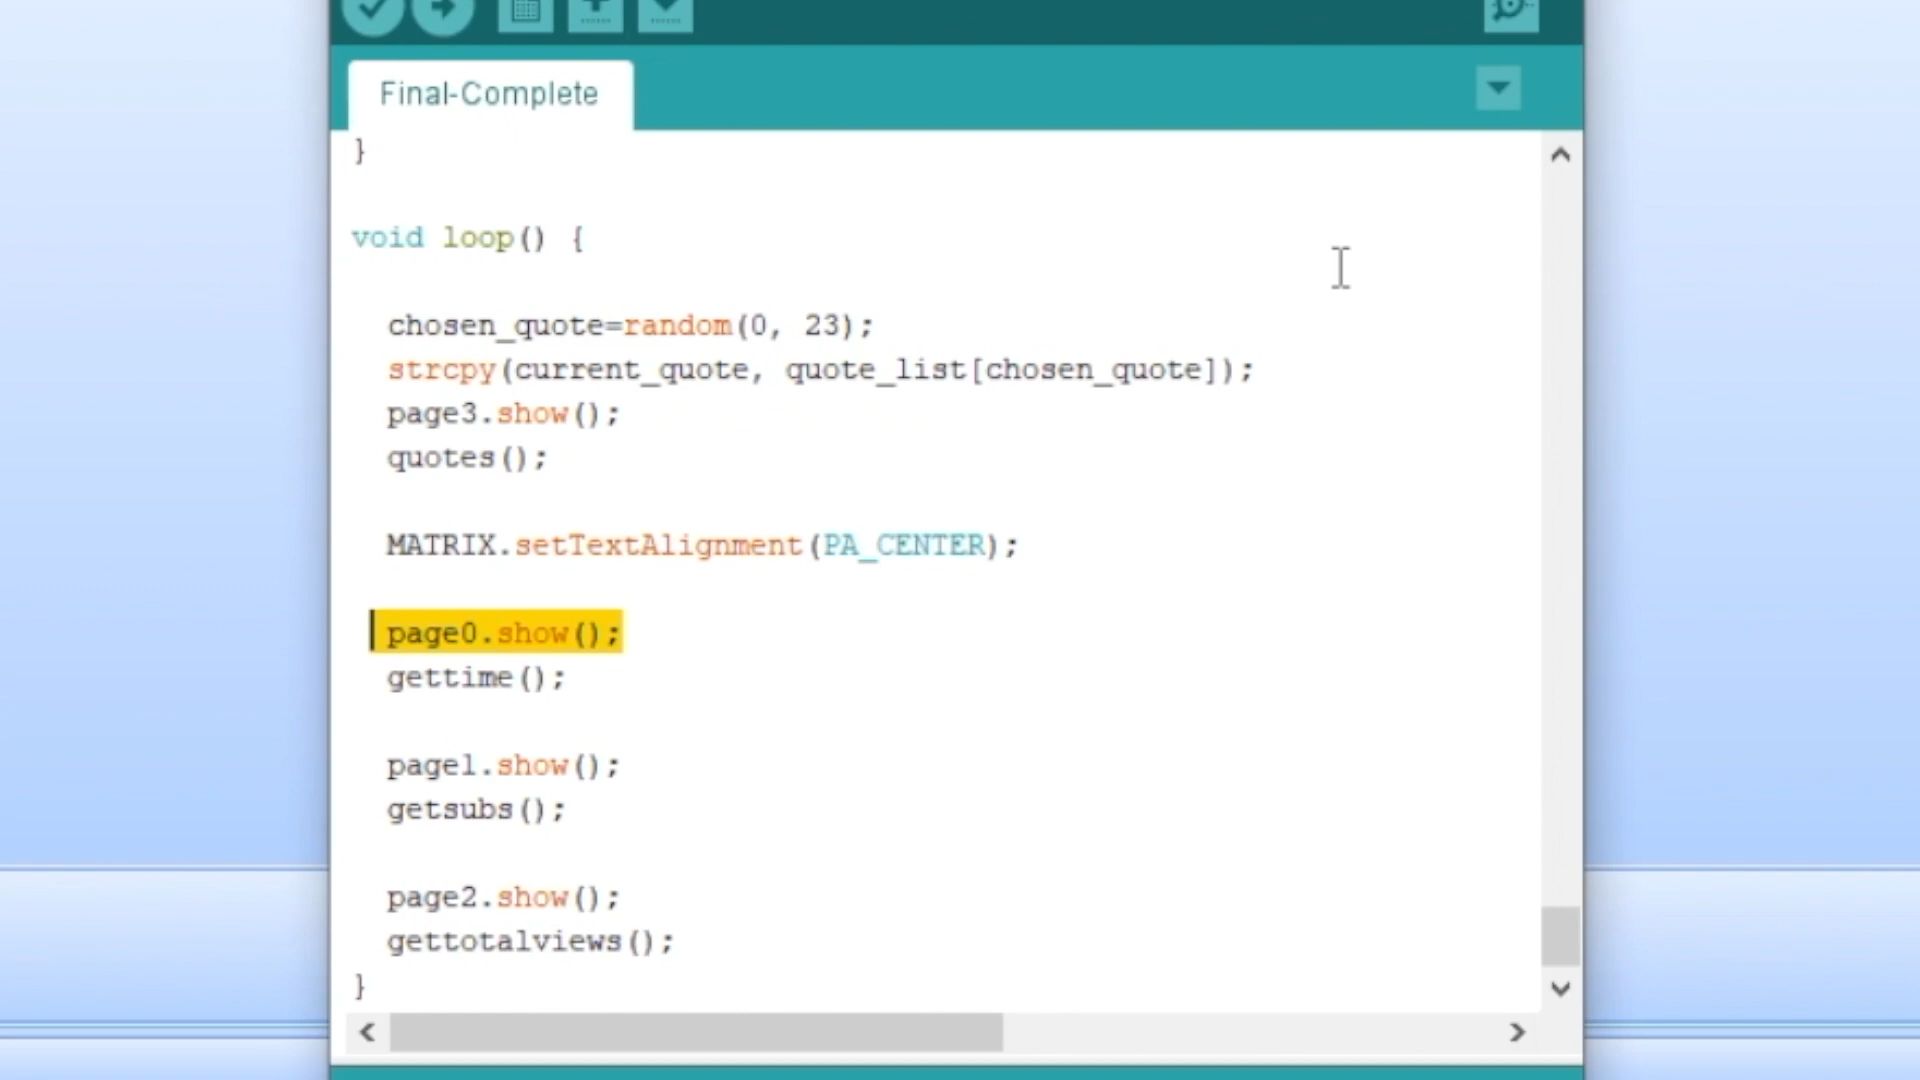 Final-Complete
}
void loop() {
chosen_quote=random(0, 23);
strcpy(current_quote, quote_list[chosen_quote]);
page3.show();
quotes();
MATRIX.setTextAlignment(PA_CENTER);
page0.show();
gettime();
page1.show();
getsubs();
page2.show();
gettotalviews();
}